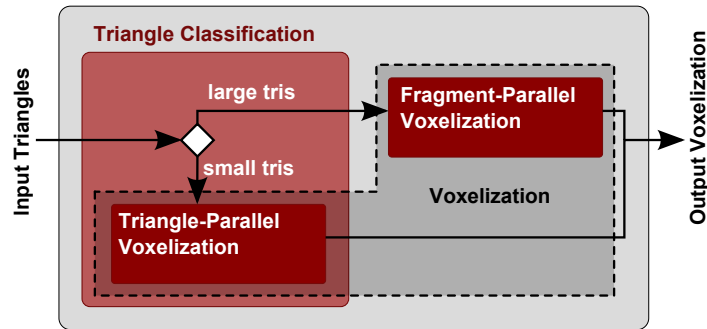 Triangle Classification
Input Triangles
large tris
small tris
Fragment-Parallel
Voxelization
Triangle-Parallel
Voxelization
Voxelization
Output Voxelization